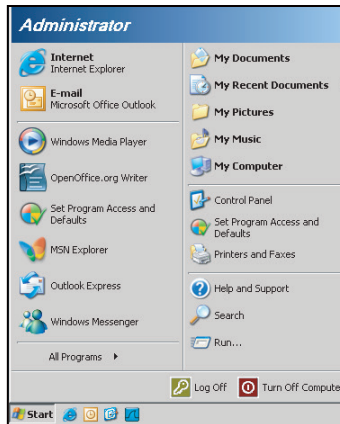 Administrator
Internet
Internet Explorer
E-mail
Microsoft Office Outlook
Windows Media Player
OpenOffice.org Writer
Set Program Access and
Defaults
MSN Explorer
Outlook Express
Windows Messenger
All Programs
My Documents
My Recent Documents
My Pictures
My Music
My Computer
Control Panel
Set Program Access and
Defaults
Printers and Faxes
Help and Support
Search
Run...
Log Off
Turn Off Compute
Start